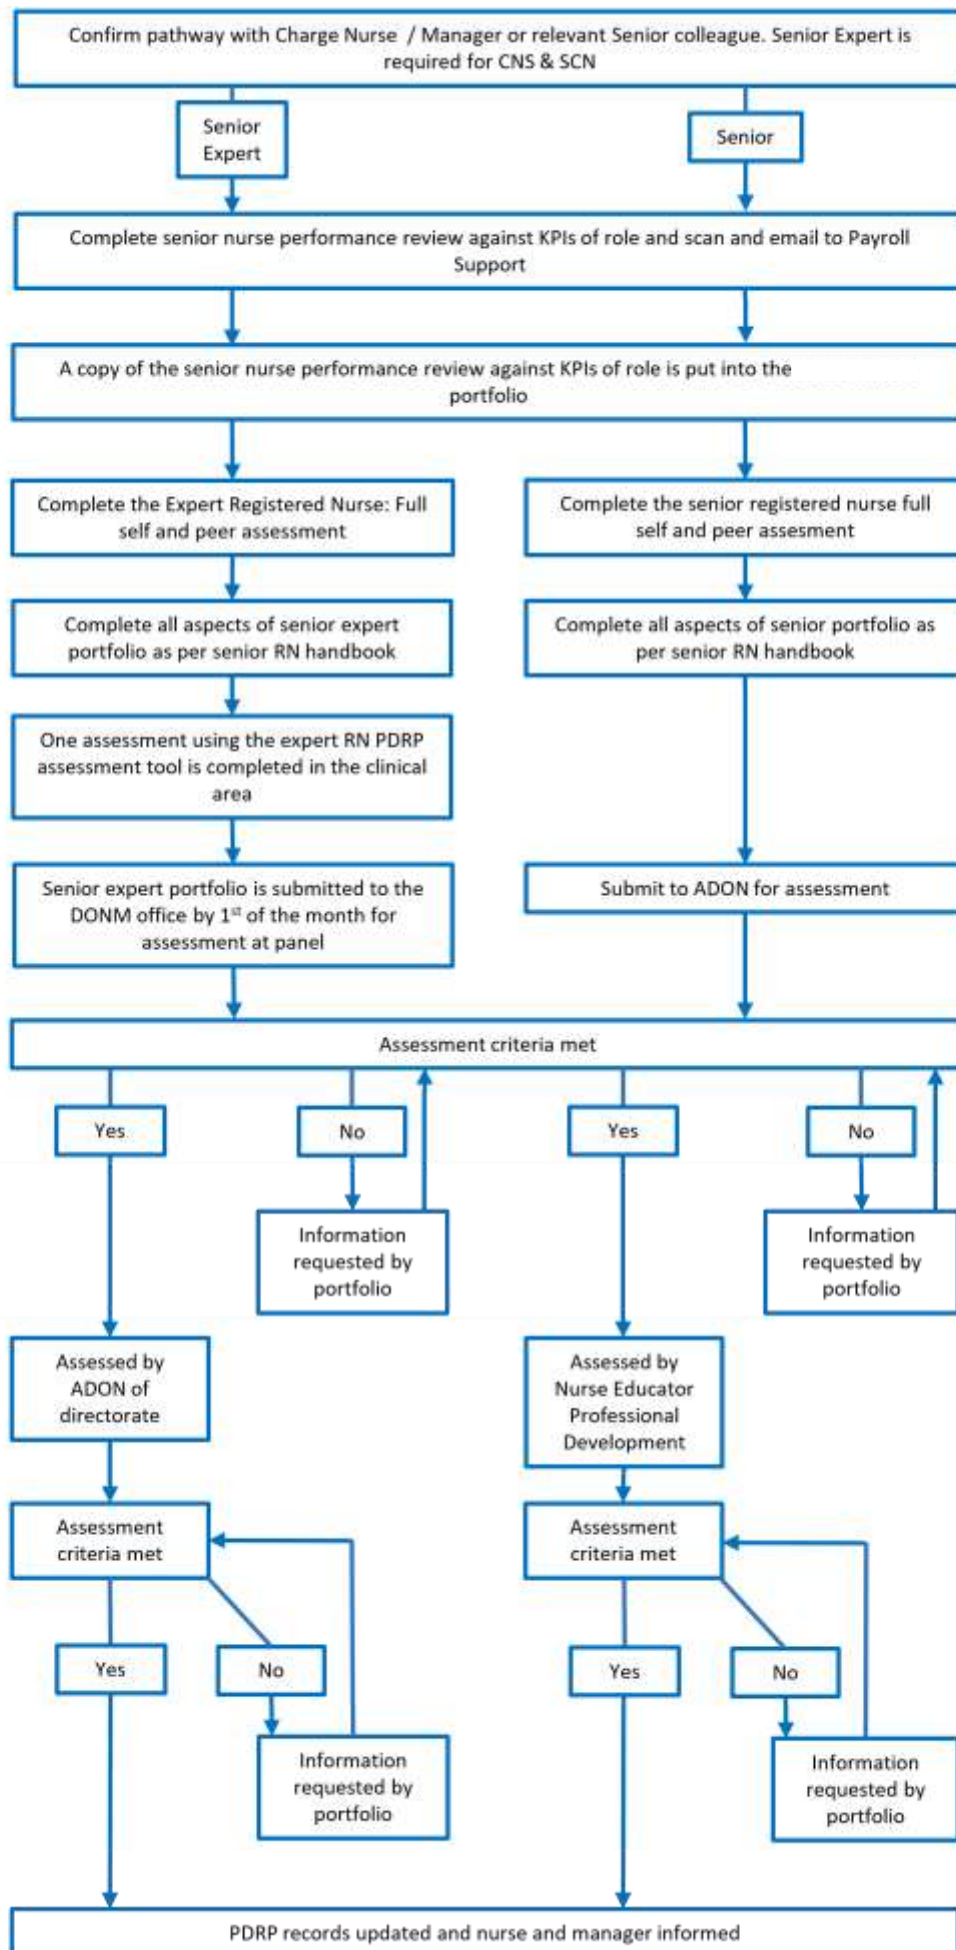 Confirm pathway with Charge Nurse / Manager or relevant Senior colleague. Senior Expert is
required for CNS & SCN
Senior
Expert
Senior
Complete senior nurse performance review against KPIs of role and scan and email to Payroll
Support
A copy of the senior nurse performance review against KPIs of role is put into the
portfolio
Complete the Expert Registered Nurse: Full
self and peer assessment
Complete the senior registered nurse full
self and peer assesment
Complete all aspects of senior expert
portfolio as per senior RN handbook
Complete all aspects of senior portfolio as
per senior RN handbook
One assessment using the expert RN PDRP
assessment tool is completed in the clinical
area
Senior expert portfolio is submitted to the
DONM office by 1st of the month for
assessment at panel
Submit to ADON for assessment
Assessment criteria met
Yes
No
Yes
No
Information
requested by
portfolio
Information
requested by
portfolio
Assessed by
ADON of
directorate
Assessed by
Nurse Educator
Professional
Development
Assessment
criteria met
Assessment
criteria met
Yes
No
Yes
No
Information
requested by
portfolio
Information
requested by
portfolio
PDRP records updated and nurse and manager informed